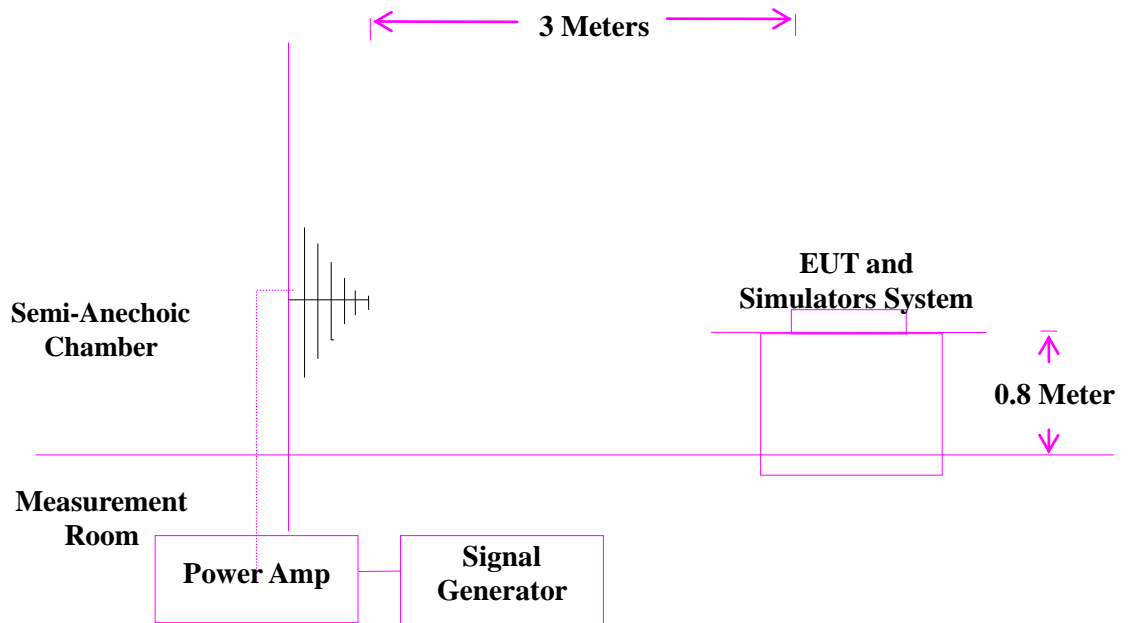 3 Meters
EUT and
Simulators System
Semi-Anechoic
Chamber
0.8 Meter
Measurement
Room
Power Amp
Signal
Generator